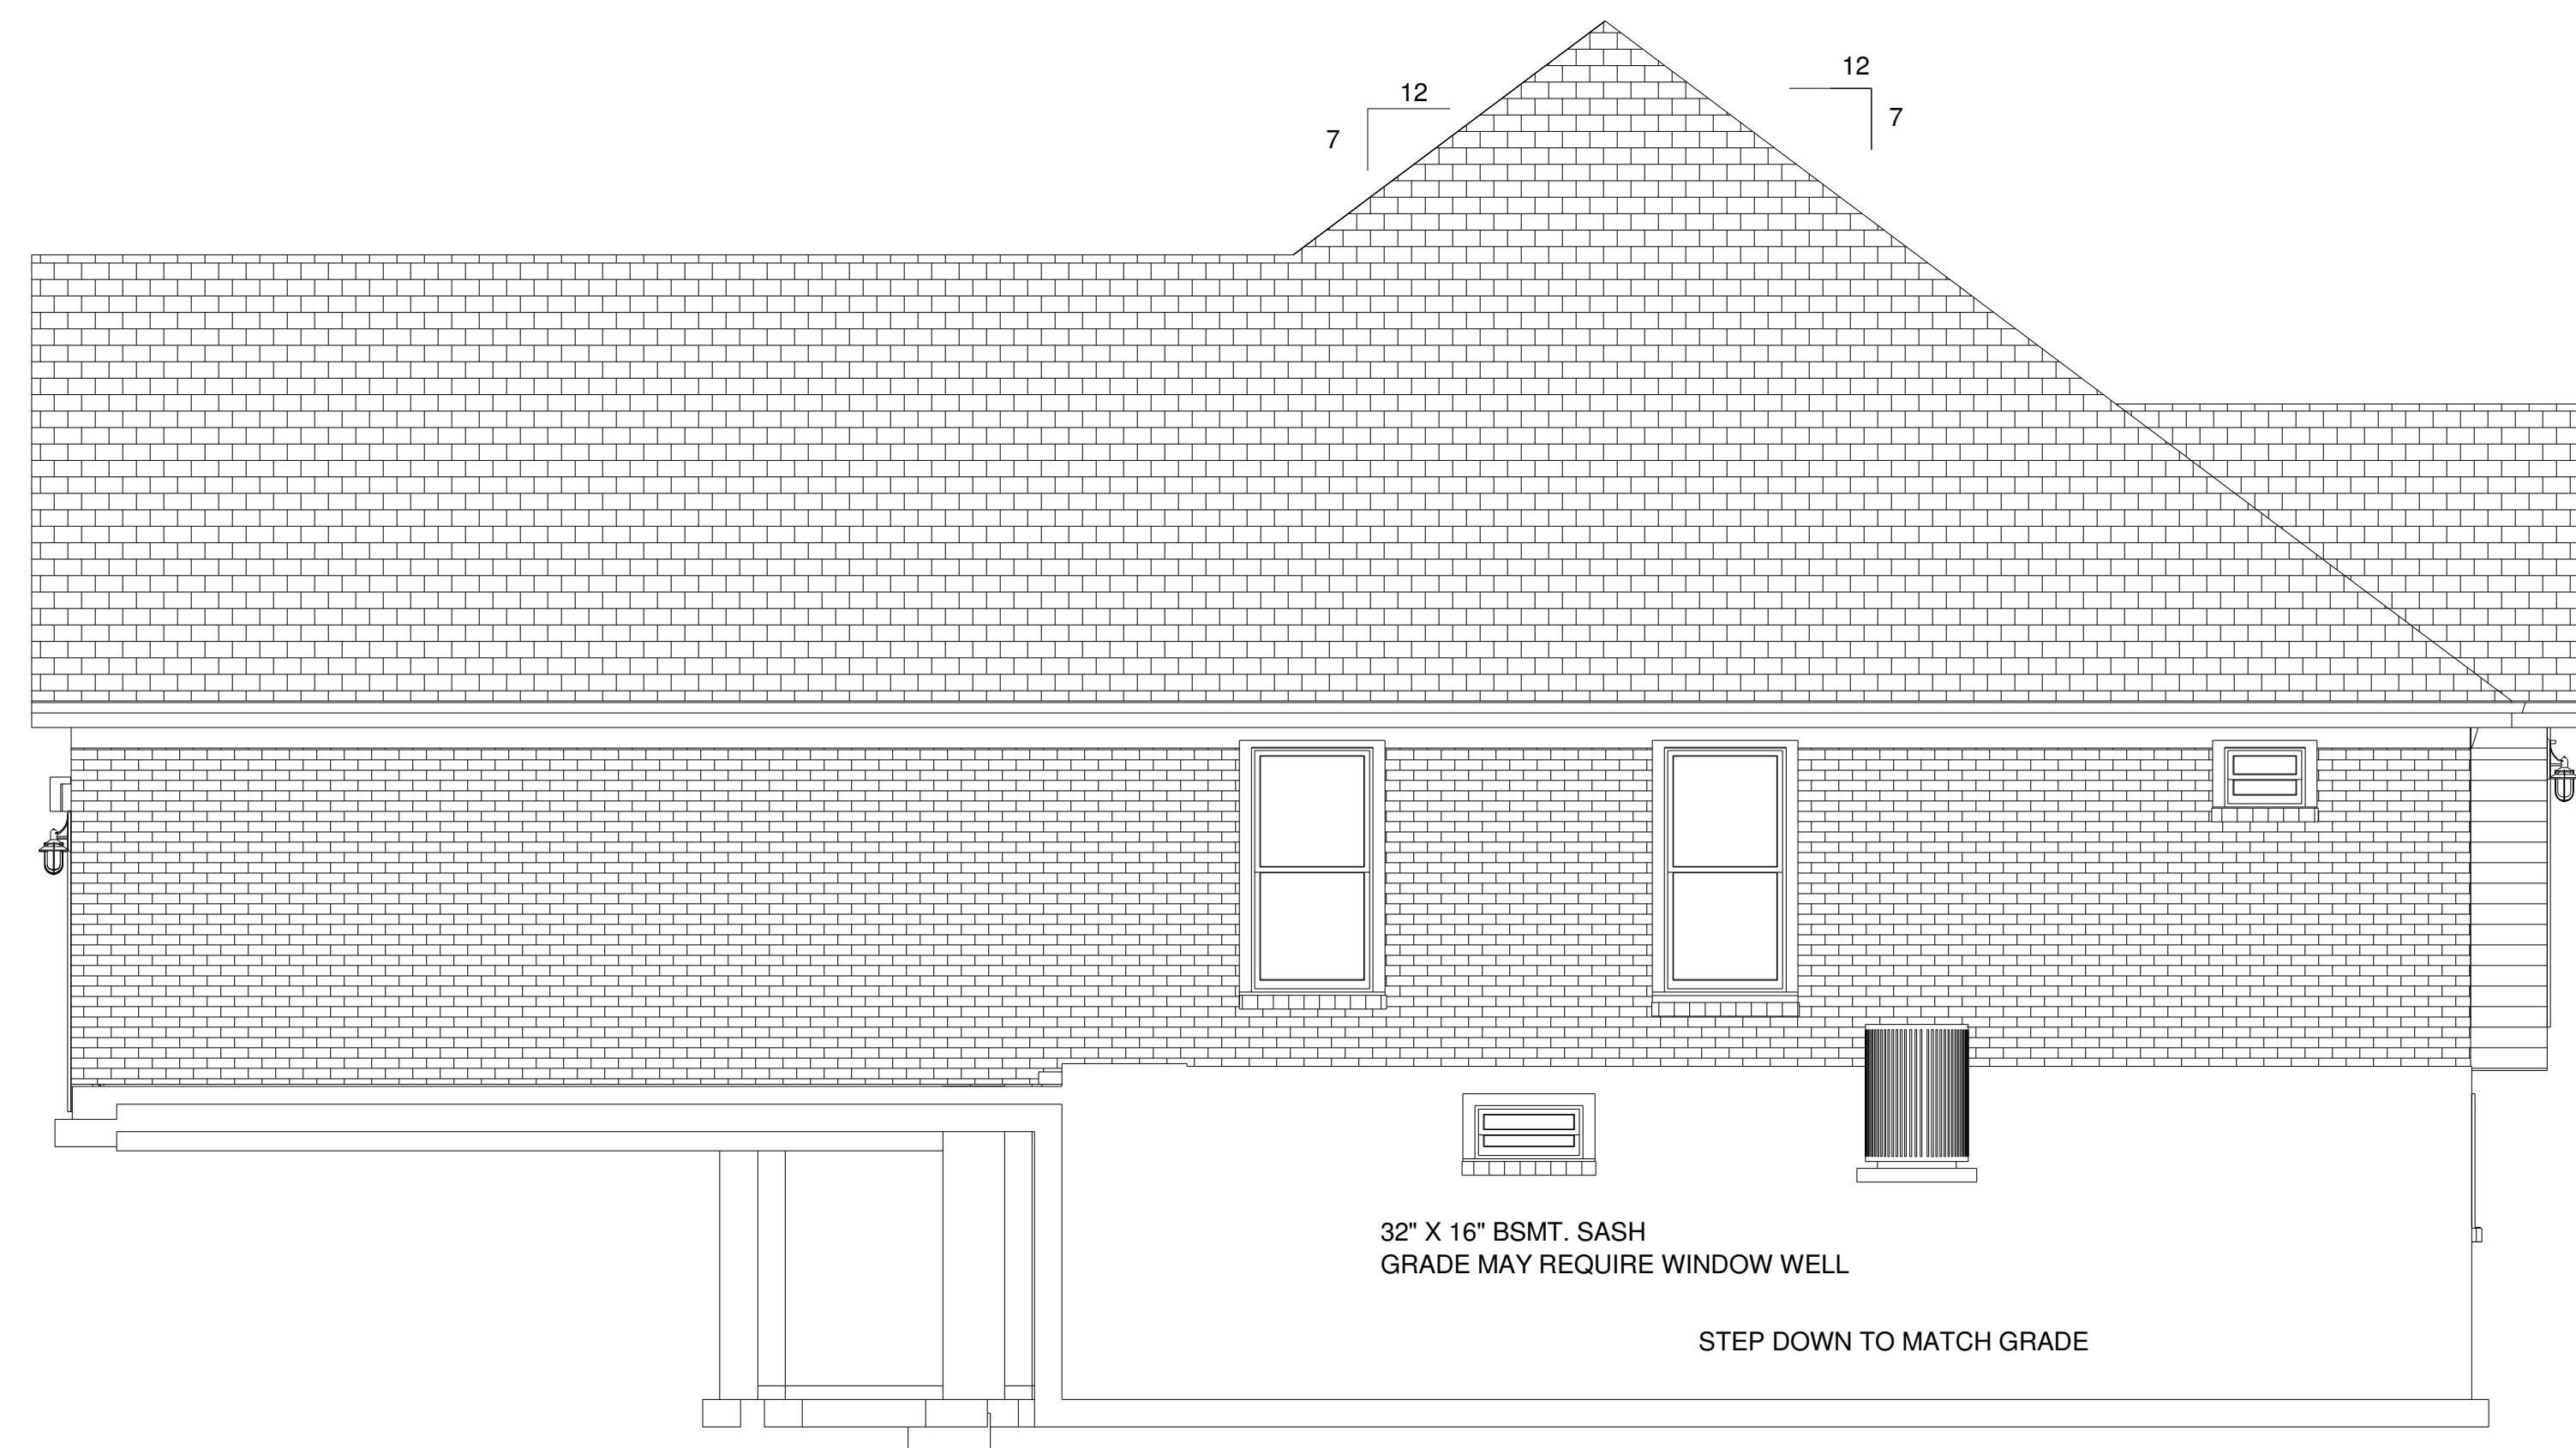 12
7
12
7
32" X 16" BSMT. SASH
GRADE MAY REQUIRE WINDOW WELL
STEP DOWN TO MATCH GRADE